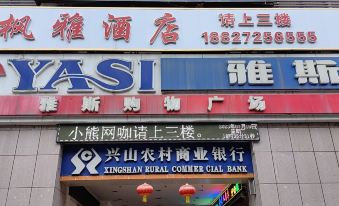 枫雅酒店 请上三楼
18827256555
YASI 雅斯
雅斯购物广场
小熊网咖请上三楼。
兴山农村商业银行
XINGSHAN RURAL COMMERCIAL BANK